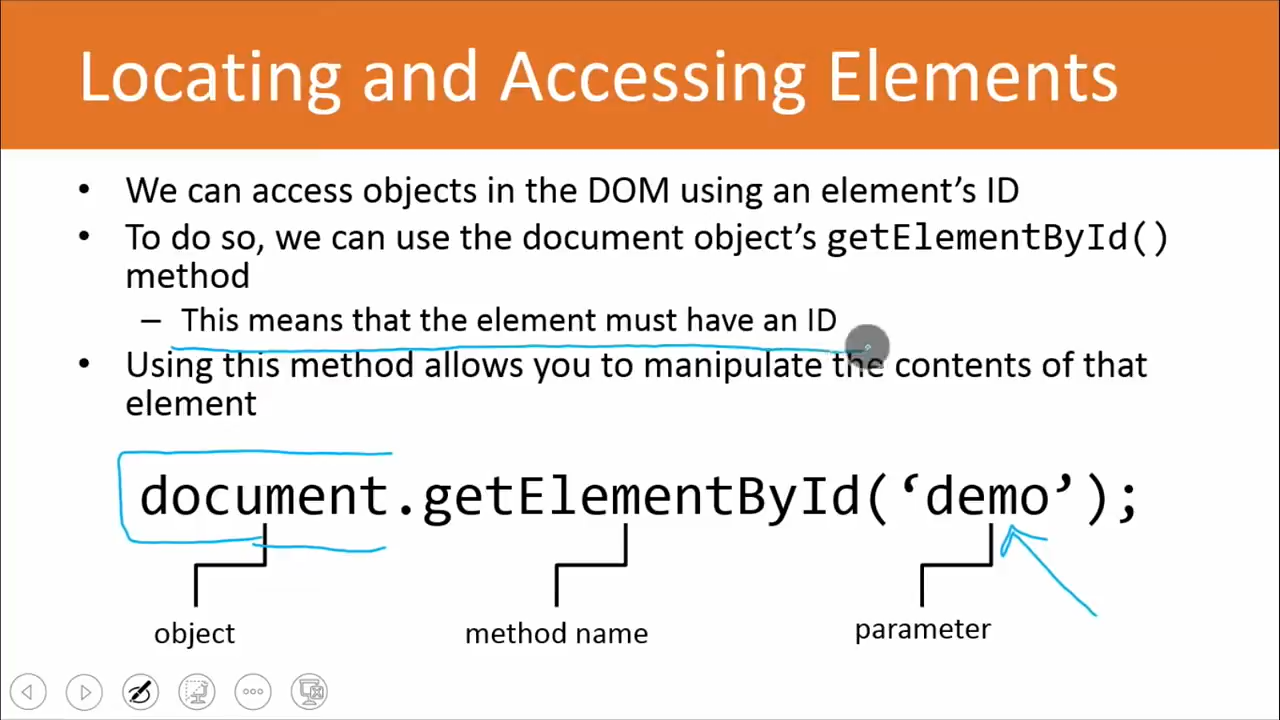 Locating and Accessing Elements
• We can access objects in the DOM using an element’s ID
• To do so, we can use the document object’s getElementById()
method
– This means that the element must have an ID
• Using this method allows you to manipulate the contents of that
element
document.getElementById(‘demo’);
object
method name
parameter